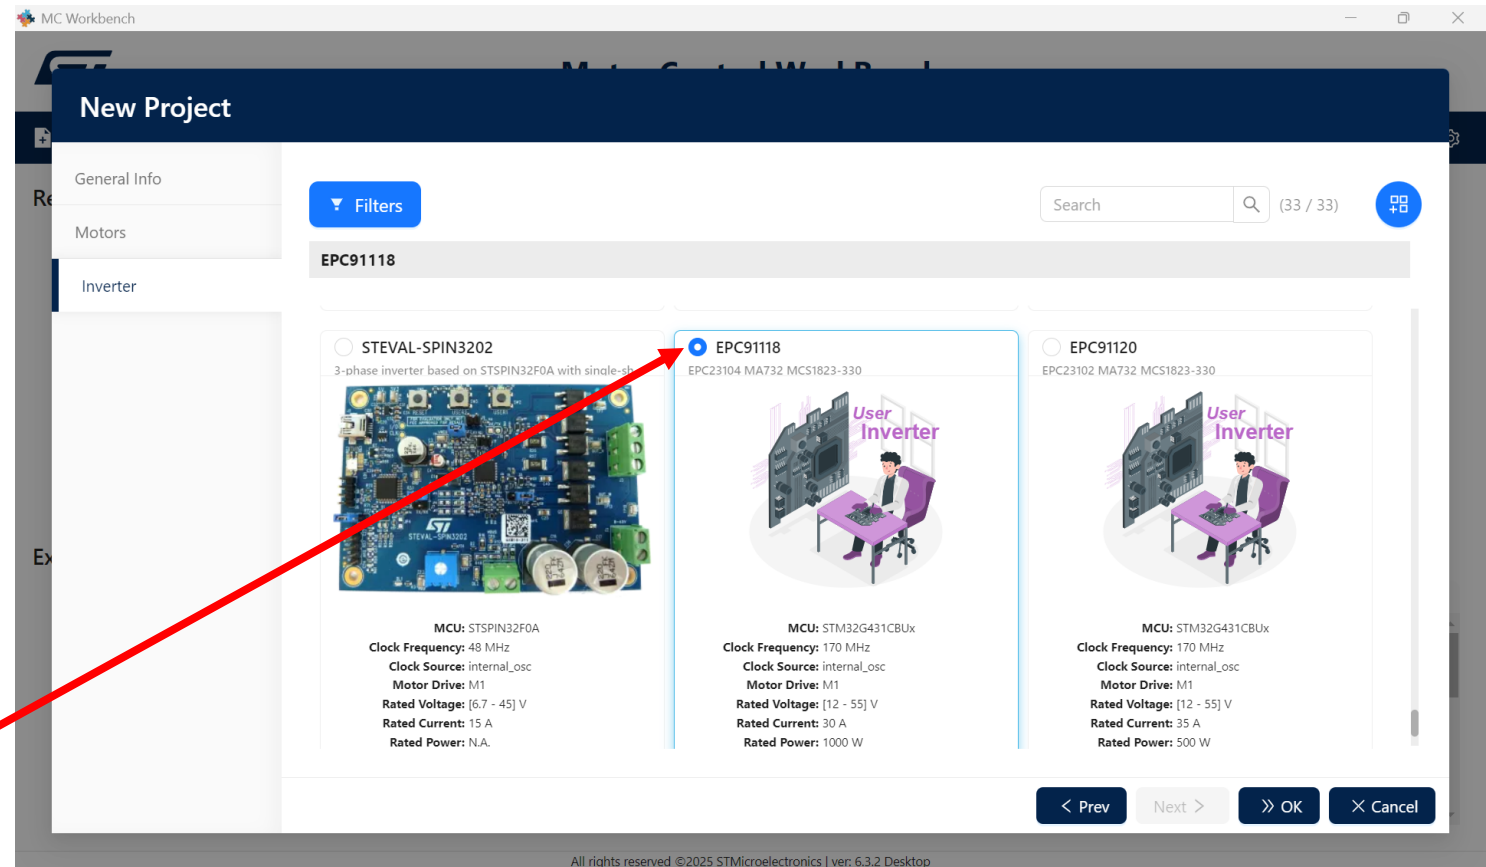 MC Workbench
New Project
General Info
Motors
Inverter
Filters
Search
(33 / 33)
EPC91118
STEVAL-SPIN3202
3-phase inverter based on STSPIN32F0A with single-sh
STEVAL-SPIN3202
MCU: STSPIN32F0A
Clock Frequency: 48 MHz
Clock Source: internal_osc
Motor Drive: M1
Rated Voltage: [6.7 - 45] V
Rated Current: 15 A
Rated Power: N.A.
EPC91118
EPC23104 MA732 MCS1823-330
User
Inverter
MCU: STM32G431CBUx
Clock Frequency: 170 MHz
Clock Source: internal_osc
Motor Drive: M1
Rated Voltage: [12 - 55] V
Rated Current: 30 A
Rated Power: 1000 W
EPC91120
EPC23102 MA732 MCS1823-330
User
Inverter
MCU: STM32G431CBUx
Clock Frequency: 170 MHz
Clock Source: internal_osc
Motor Drive: M1
Rated Voltage: [12 - 55] V
Rated Current: 35 A
Rated Power: 500 W
< Prev
Next >
OK
Cancel
All rights reserved ©2025 STMicroelectronics | ver: 6.3.2 Desktop